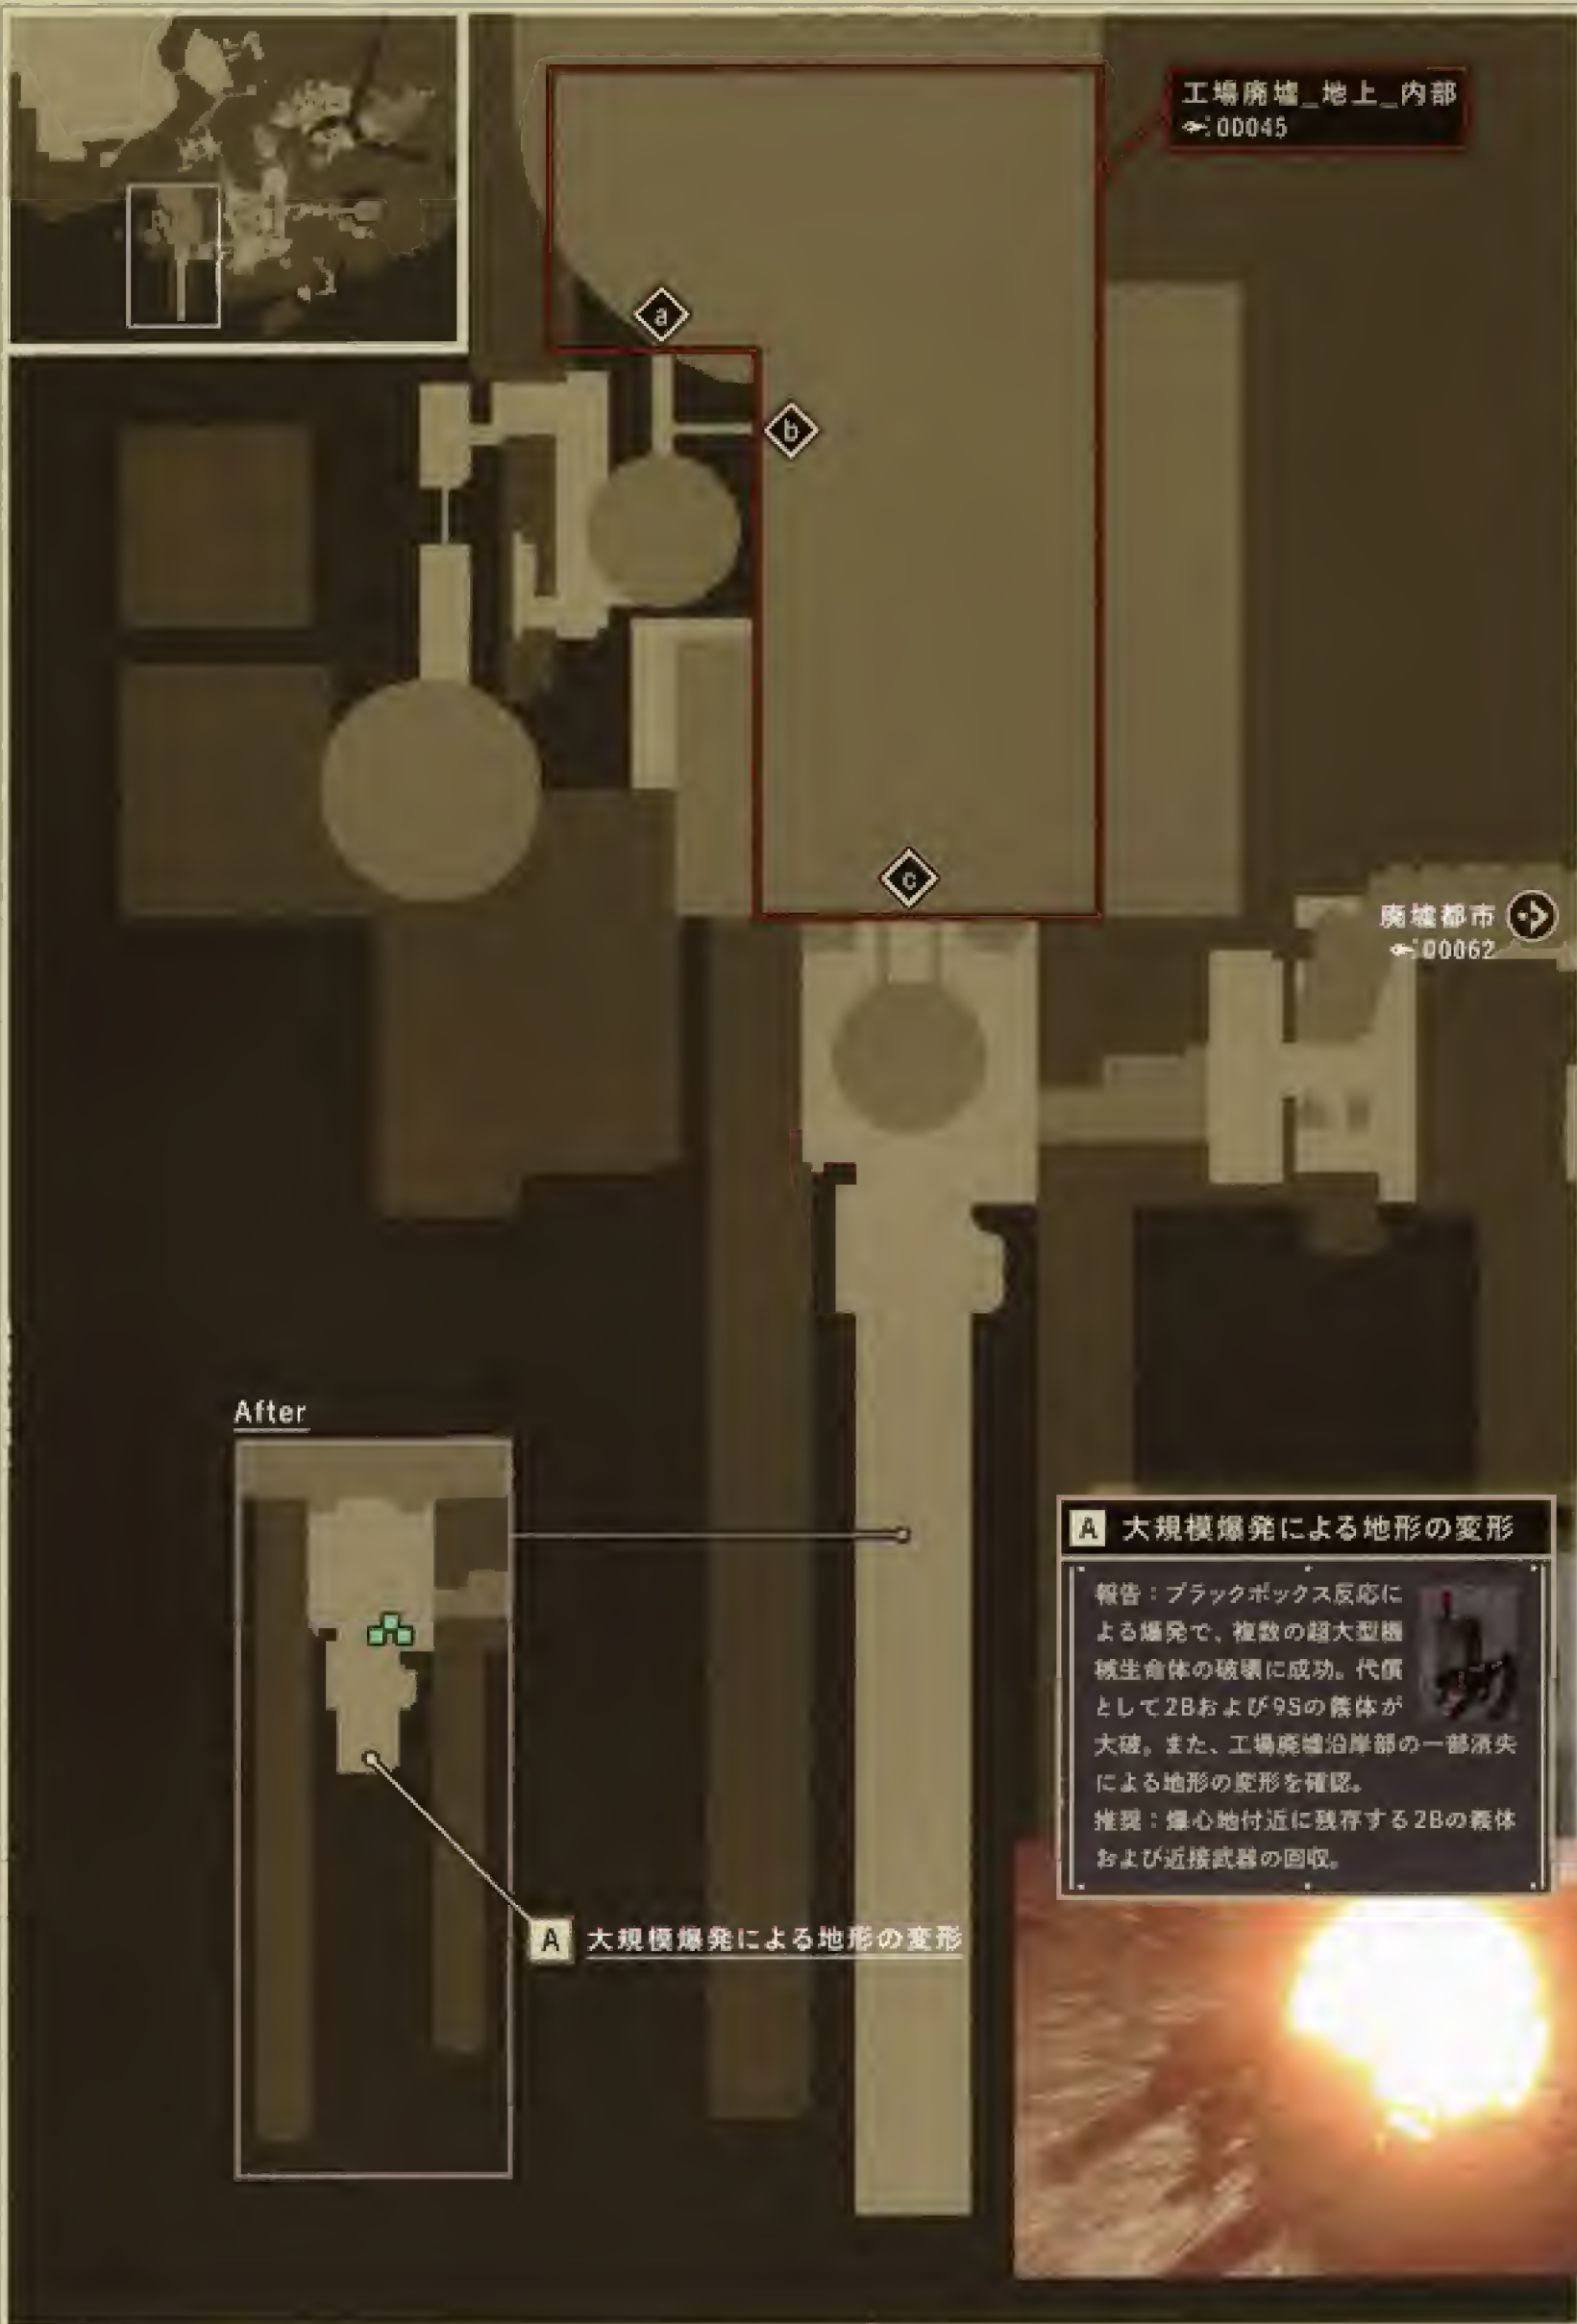 工場廃墟_地上_内部
:00045
a
b
c
廃墟都市
:00062
After
A 大規模爆発による地形の変形
報告：ブラックボックス反応に
よる爆発で、複数の超大型機
械生命体の破壊に成功。代償
として2Bおよび9Sの義体が
大破。また、工場廃墟沿岸部の一部消失
による地形の変形を確認。
推奨：爆心地付近に残存する2Bの義体
および近接武器の回収。
A 大規模爆発による地形の変形